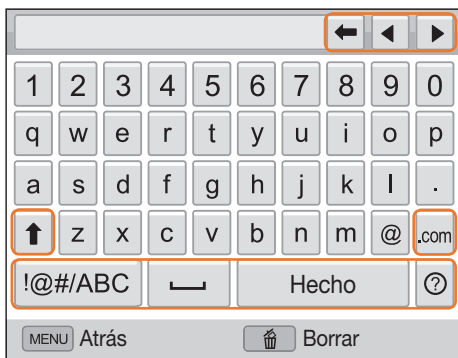 1 2 3 4 5 6 7 8 9 0
q w e r t y u i o p
a s d f g h j k l .
z x c v b n m @ .com
!@#/ABC Hecho ?
MENU Atrás Borrar